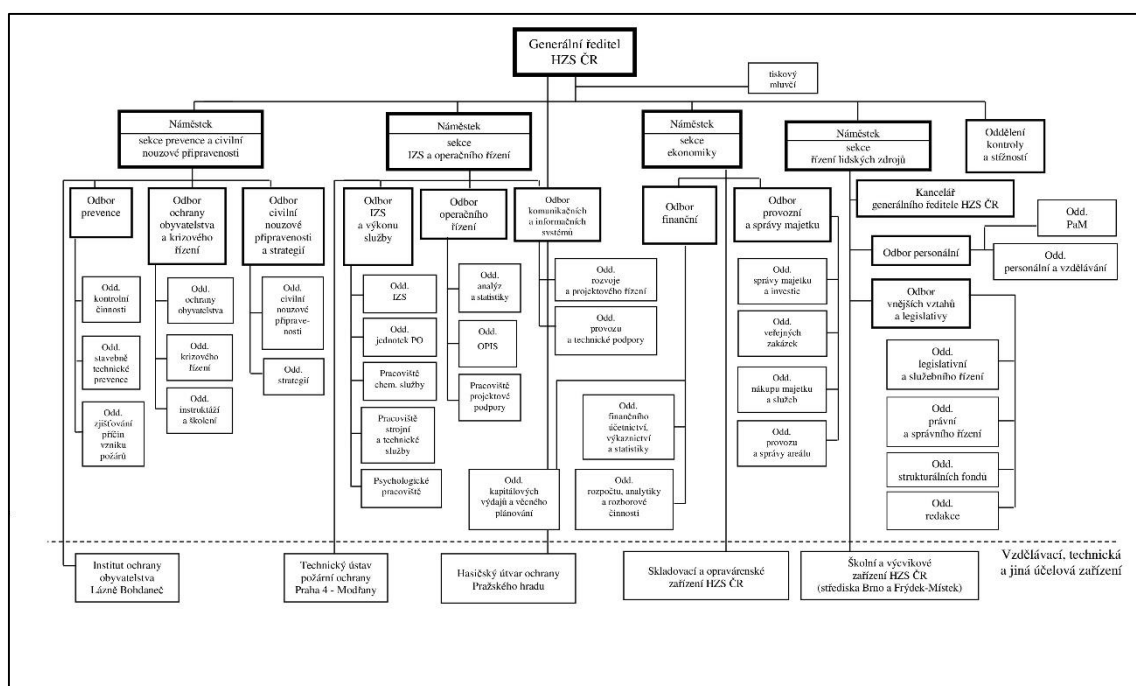 Generální ředitel
HZS ČR
tiskový
mluvčí
Náměstek
sekce prevence a civilní
nouzové připravenosti
Náměstek
sekce
IZS a operačního řízení
Náměstek
sekce
ekonomiky
Náměstek
sekce
řízení lidských zdrojů
Oddělení
kontroly
a stížností
Odbor
prevence
Odbor
ochrany
obyvatelstva
a krizového
řízení
Odbor
civilní
nouzové
připravenosti
a strategií
Odbor
IZS
a výkonu
služby
Odbor
operačního
řízení
Odbor
komunikačních
a informačních
systémů
Odbor
finanční
Odbor
provozní
a správy majetku
Kancelář
generálního ředitele HZS ČR
Odbor personální
Odd.
PaM
Odd.
personální a vzdělávání
Odbor
vnějších vztahů
a legislativy
Odd.
kontrolní
činnosti
Odd.
stavebně
technické
prevence
Odd.
zjišťování
příčin
vzniku
požárů
Odd.
ochrany
obyvatelstva
Odd.
krizového
řízení
Odd.
instruktáží
a školení
Odd.
civilní
nouzové
připrave-
nosti
Odd.
strategií
Odd.
IZS
Odd.
jednotek PO
Pracoviště
chem. služby
Pracoviště
strojní
a technické
služby
Psychologické
pracoviště
Odd.
analýz
a statistiky
Odd.
OPIS
Pracoviště
projektové
podpory
Odd.
rozvoje
a projektového řízení
Odd.
provozu
a technické podpory
Odd.
finančního
účetnictví,
výkaznictví
a statistiky
Odd.
kapitálových
výdajů a věcného
plánování
Odd.
rozpočtu, analytiky
a rozborové
činnosti
Odd.
správy majetku
a investic
Odd.
veřejných
zakázek
Odd.
nákupu majetku
a služeb
Odd.
provozu
a správy areálu
Odd.
legislativní
a služebního řízení
Odd.
právní
a správního řízení
Odd.
strukturálních fondů
Odd.
redakce
Vzdělávací, technická
a jiná účelová zařízení
Institut ochrany
obyvatelstva
Lázně Bohdaneč
Technický ústav
požární ochrany
Praha 4 - Modřany
Hasičský útvar ochrany
Pražského hradu
Skladovací a opravárenské
zařízení HZS ČR
Školní a výcvikové
zařízení HZS ČR
(střediska Brno a Frýdek-Místek)